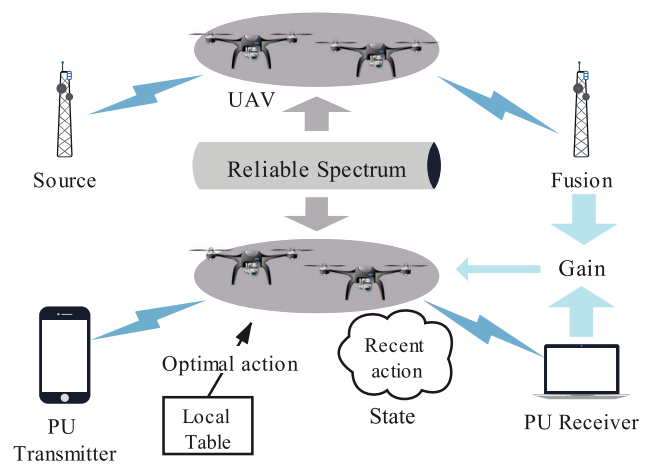 UAV
Source
Reliable Spectrum
Fusion
Gain
Optimal action
Recent
action
Local
Table
State
PU
Transmitter
PU Receiver